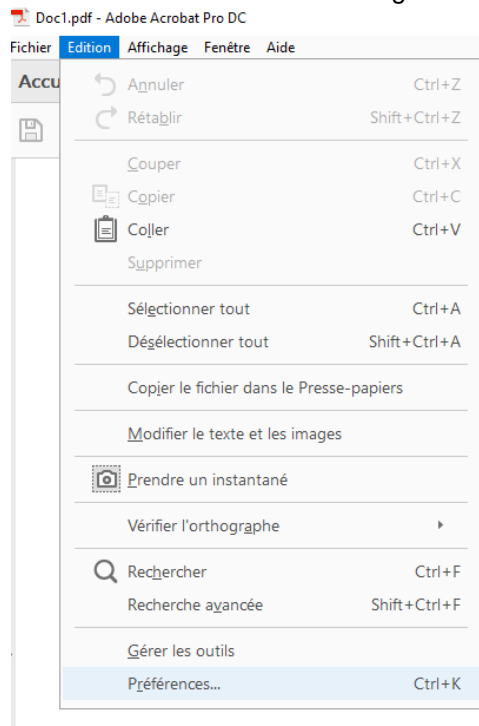 Doc1.pdf - Adobe Acrobat Pro DC
Fichier Edition Affichage Fenêtre Aide
Accu
Annuler Ctrl+Z
Rétablir Shift+Ctrl+Z
Couper Ctrl+X
Copier Ctrl+C
Coller Ctrl+V
Supprimer
Sélectionner tout Ctrl+A
Désélectionner tout Shift+Ctrl+A
Copier le fichier dans le Presse-papiers
Modifier le texte et les images
Prendre un instantané
Vérifier l'orthographe
Rechercher Ctrl+F
Recherche avancée Shift+Ctrl+F
Gérer les outils
Préférences... Ctrl+K